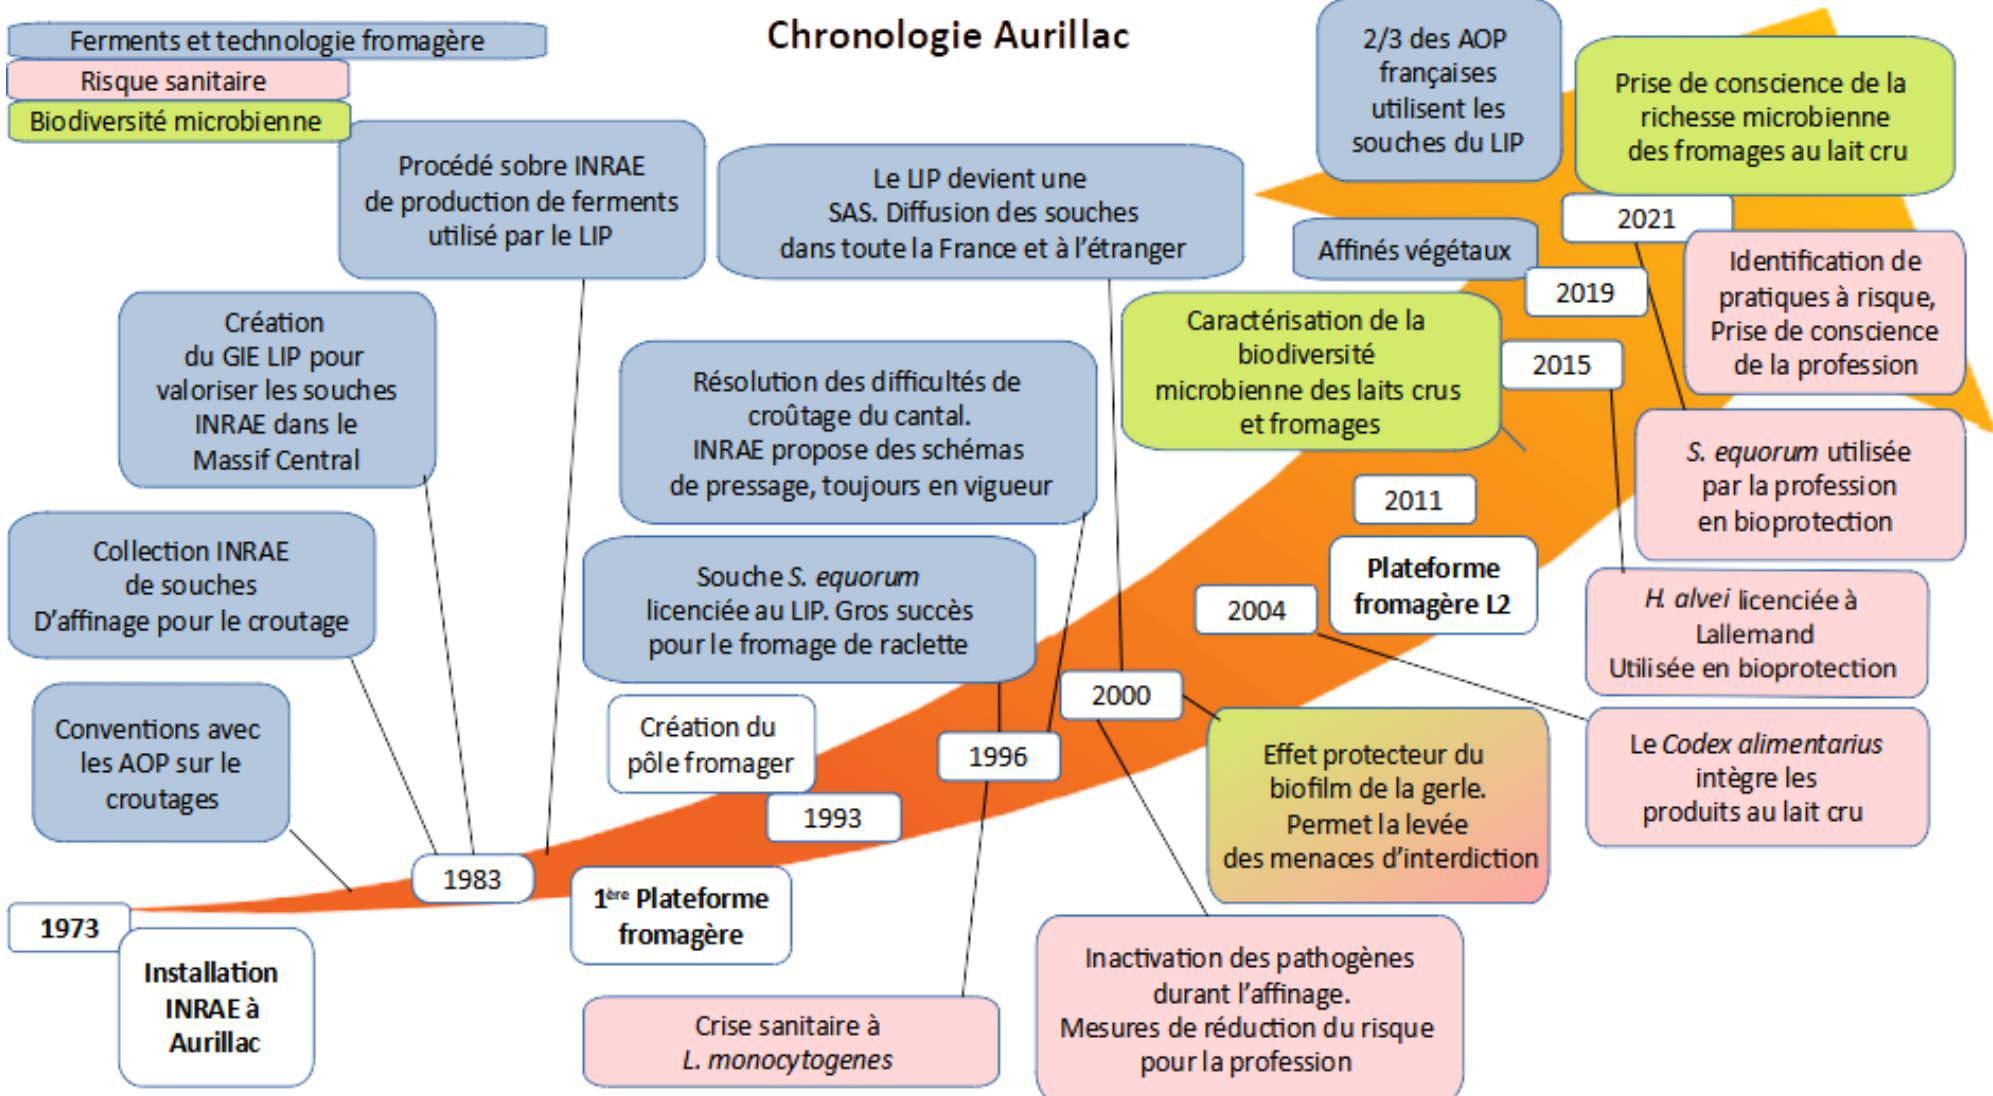 Chronologie Aurillac
Ferments et technologie fromagère
Risque sanitaire
Biodiversité microbienne
Procédé sobre INRAE
de production de ferments
utilisé par le LIP
Le LIP devient une
SAS. Diffusion des souches
dans toute la France et à l'étranger
2/3 des AOP
françaises
utilisent les
souches du LIP
Prise de conscience de la
richesse microbienne
des fromages au lait cru
2021
Affinés végétaux
2019
Identification de
pratiques à risque,
Prise de conscience
de la profession
Création
du GIE LIP pour
valoriser les souches
INRAE dans le
Massif Central
Résolution des difficultés de
croûtage du cantal.
INRAE propose des schémas
de pressage, toujours en vigueur
Caractérisation de la
biodiversité
microbienne des laits crus
et fromages
2015
S. equorum utilisée
par la profession
en bioprotection
2011
Plateforme
fromagère L2
Collection INRAE
de souches
D'affinage pour le croutage
Souche S. equorum
licenciée au LIP. Gros succès
pour le fromage de raclette
2004
H. alvei licenciée à
Lallemand
Utilisée en bioprotection
Conventions avec
les AOP sur le
croutages
Création du
pôle fromager
2000
1996
1993
Effet protecteur du
biofilm de la gerle.
Permet la levée
des menaces d'interdiction
Le Codex alimentarius
intègre les
produits au lait cru
1983
1973
1ère Plateforme
fromagère
Installation
INRAE à
Aurillac
Crise sanitaire à
L. monocytogenes
Inactivation des pathogènes
durant l'affinage.
Mesures de réduction du risque
pour la profession